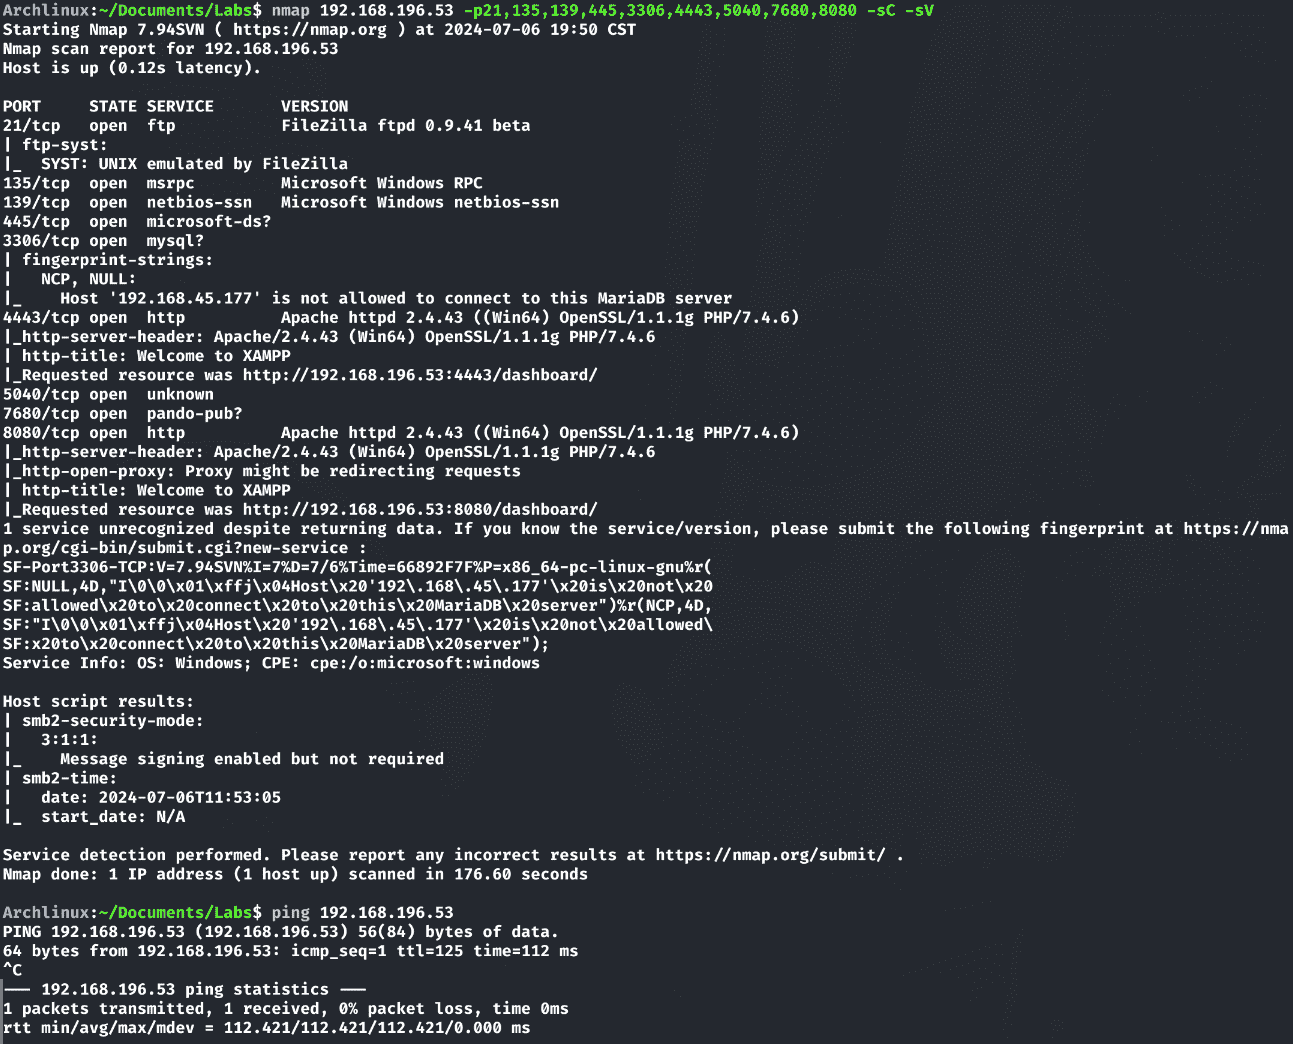 Archlinux:~/Documents/Labs$ nmap 192.168.196.53 -p21,135,139,445,3306,4443,5040,7680,8080 -sC -sV
Starting Nmap 7.94SVN ( https://nmap.org ) at 2024-07-06 19:50 CST
Nmap scan report for 192.168.196.53
Host is up (0.12s latency).
PORT     STATE SERVICE       VERSION
21/tcp   open  ftp           FileZilla ftpd 0.9.41 beta
| ftp-syst:
|_  SYST: UNIX emulated by FileZilla
135/tcp  open  msrpc         Microsoft Windows RPC
139/tcp  open  netbios-ssn   Microsoft Windows netbios-ssn
445/tcp  open  microsoft-ds?
3306/tcp open  mysql?
| fingerprint-strings:
|   NCP, NULL:
|_    Host '192.168.45.177' is not allowed to connect to this MariaDB server
4443/tcp open  http          Apache httpd 2.4.43 ((Win64) OpenSSL/1.1.1g PHP/7.4.6)
|_http-server-header: Apache/2.4.43 (Win64) OpenSSL/1.1.1g PHP/7.4.6
| http-title: Welcome to XAMPP
|_Requested resource was http://192.168.196.53:4443/dashboard/
5040/tcp open  unknown
7680/tcp open  pando-pub?
8080/tcp open  http          Apache httpd 2.4.43 ((Win64) OpenSSL/1.1.1g PHP/7.4.6)
|_http-server-header: Apache/2.4.43 (Win64) OpenSSL/1.1.1g PHP/7.4.6
|_http-open-proxy: Proxy might be redirecting requests
| http-title: Welcome to XAMPP
|_Requested resource was http://192.168.196.53:8080/dashboard/
1 service unrecognized despite returning data. If you know the service/version, please submit the following fingerprint at https://nma
p.org/cgi-bin/submit.cgi?new-service :
SF-Port3306-TCP:V=7.94SVN%I=7%D=7/6%Time=66892F7F%P=x86_64-pc-linux-gnu%r(
SF:NULL,4D,"I\0\0\x01\xffj\x04Host\x20'192\.168\.45\.177'\x20is\x20not\x20
SF:allowed\x20to\x20connect\x20to\x20this\x20MariaDB\x20server")%r(NCP,4D,
SF:"I\0\0\x01\xffj\x04Host\x20'192\.168\.45\.177'\x20is\x20not\x20allowed\
SF:x20to\x20connect\x20to\x20this\x20MariaDB\x20server");
Service Info: OS: Windows; CPE: cpe:/o:microsoft:windows
Host script results:
| smb2-security-mode:
|   3:1:1:
|_    Message signing enabled but not required
| smb2-time:
|   date: 2024-07-06T11:53:05
|_  start_date: N/A
Service detection performed. Please report any incorrect results at https://nmap.org/submit/ .
Nmap done: 1 IP address (1 host up) scanned in 176.60 seconds
Archlinux:~/Documents/Labs$ ping 192.168.196.53
PING 192.168.196.53 (192.168.196.53) 56(84) bytes of data.
64 bytes from 192.168.196.53: icmp_seq=1 ttl=125 time=112 ms
^C
--- 192.168.196.53 ping statistics ---
1 packets transmitted, 1 received, 0% packet loss, time 0ms
rtt min/avg/max/mdev = 112.421/112.421/112.421/0.000 ms